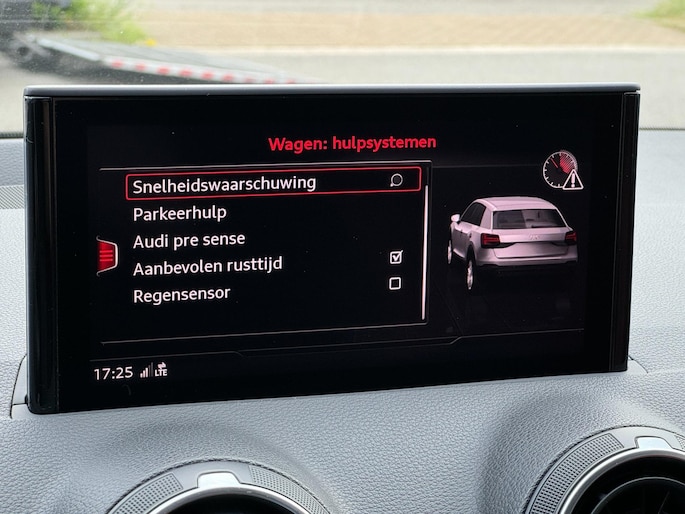 Wagen: hulpsystemen
Snelheidswaarschuwing
Parkeerhulp
Audi pre sense
Aanbevolen rusttijd
Regensensor
17:25 LTE